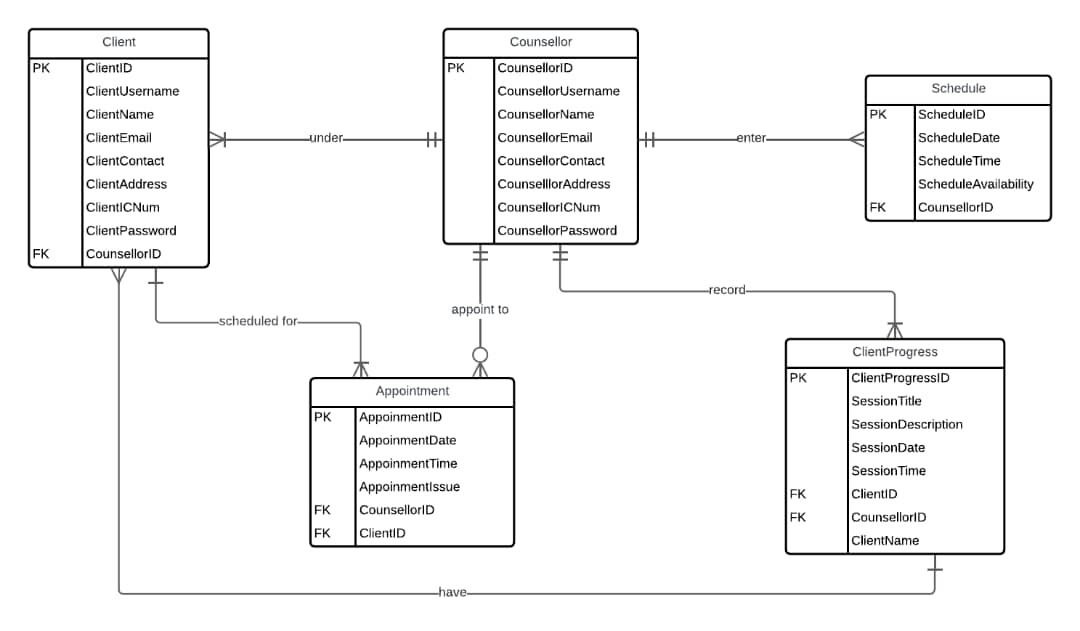 Client
PK ClientID
ClientUsername
ClientName
ClientEmail
ClientContact
ClientAddress
ClientICNum
ClientPassword
FK CounsellorID
under
Counsellor
PK CounsellorID
CounsellorUsername
CounsellorName
CounsellorEmail
CounsellorContact
CounselllorAddress
CounsellorICNum
CounsellorPassword
enter
Schedule
PK ScheduleID
ScheduleDate
ScheduleTime
ScheduleAvailability
FK CounsellorID
scheduled for
appoint to
record
Appointment
PK AppoinmentID
AppoinmentDate
AppoinmentTime
AppoinmentIssue
FK CounsellorID
FK ClientID
ClientProgress
PK ClientProgressID
SessionTitle
SessionDescription
SessionDate
SessionTime
FK ClientID
FK CounsellorID
ClientName
have